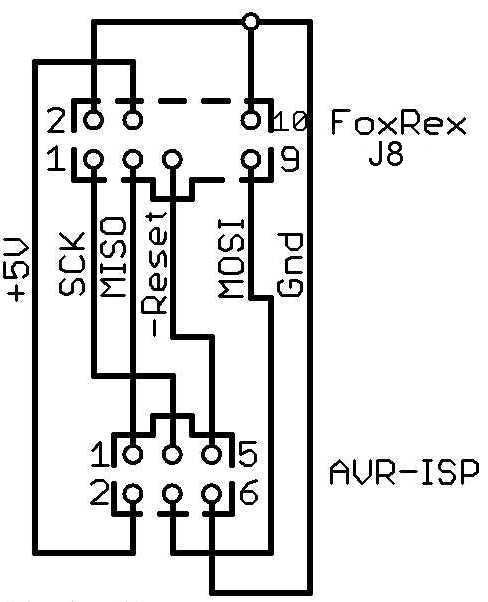 2
10
FoxRex
1
9
J8
+5V
SCK
MISO
-Reset
MOSI
Gnd
1
5
AVR-ISP
2
6